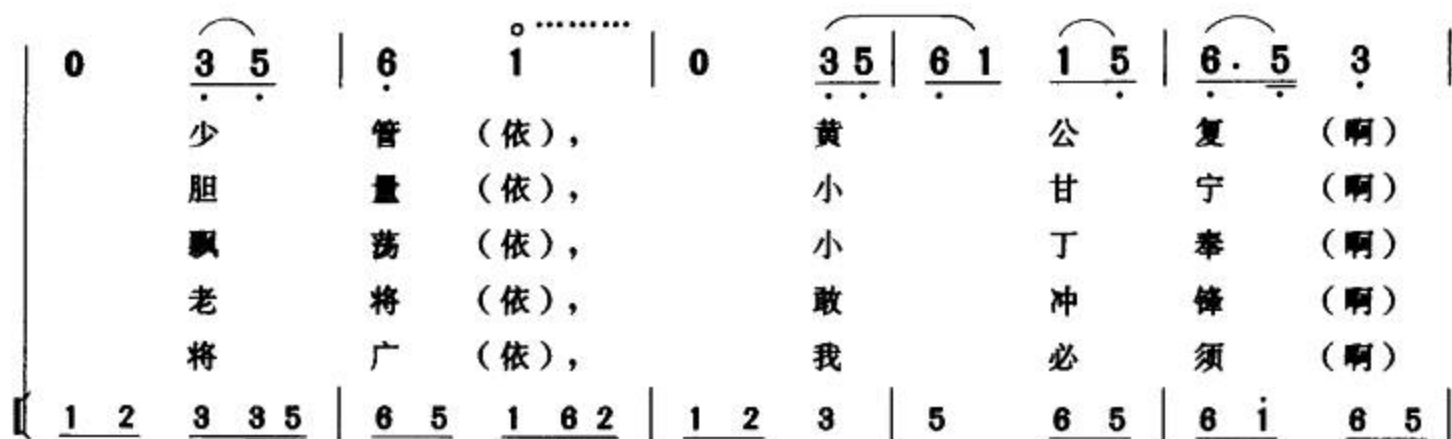 0 3 5 | 6 1 | 0 3 5 | 6 1 1 5 | 6 . 5 3 |
少 管 （依）， 黄 公 复 （啊）
胆 量 （依）， 小 甘 宁 （啊）
飘 荡 （依）， 小 丁 奉 （啊）
老 将 （依）， 敢 冲 锋 （啊）
将 广 （依）， 我 必 须 （啊）
1 2 3 3 5 | 6 5 1 6 2 | 1 2 3 | 5 6 5 | 6 i 6 5 |